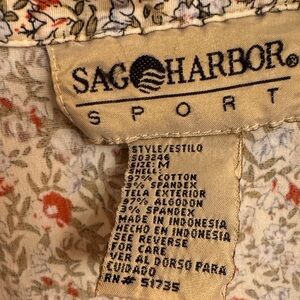 SAG HARBOR®
SPORT
STYLE/ESTILO
S03246
SIZE: M
SHELL:
97% COTTON
3% SPANDEX
TELA EXTERIOR
97% ALGODON
3% SPANDEX
MADE IN INDONESIA
HECHO EN INDONESIA
SEE REVERSE
FOR CARE
VER AL DORSO PARA
CUIDADO
RN# 51735